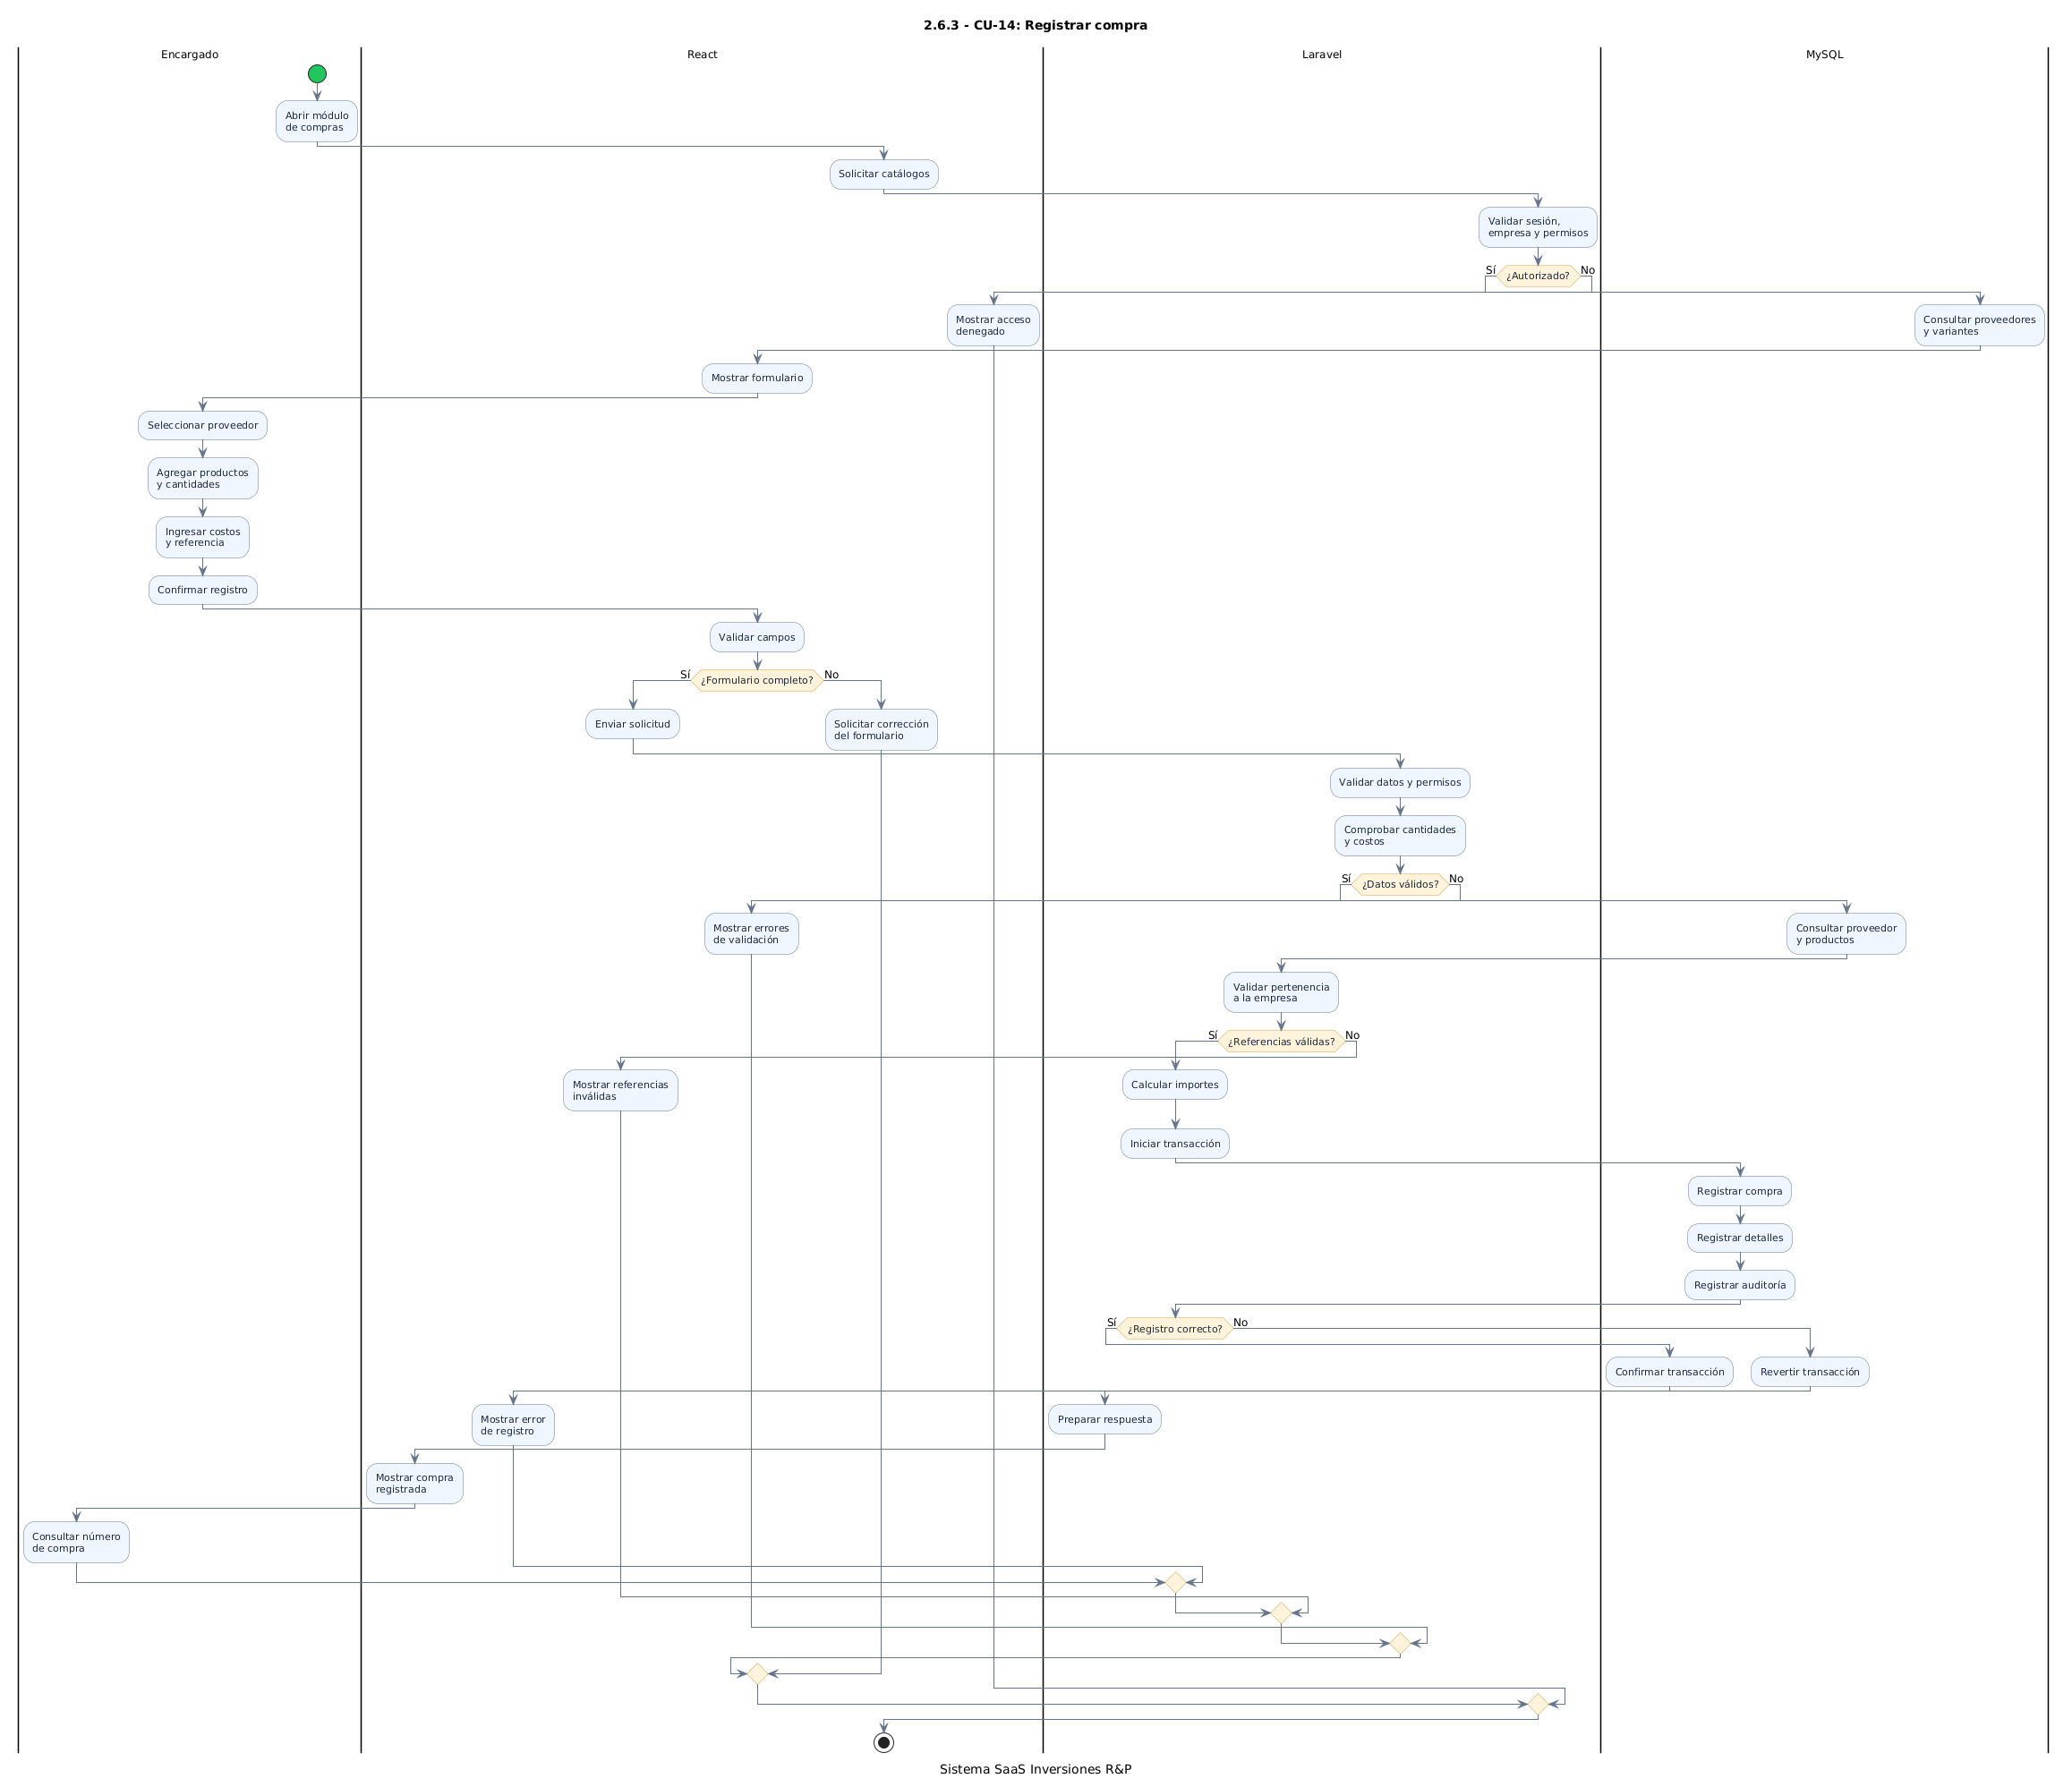 2.6.3 - CU-14: Registrar compra
Encargado
React
Laravel
MySQL
Abrir módulo
de compras
Solicitar catálogos
Validar sesión,
empresa y permisos
Sí
¿Autorizado?
No
Mostrar acceso
denegado
Consultar proveedores
y variantes
Mostrar formulario
Seleccionar proveedor
Agregar productos
y cantidades
Ingresar costos
y referencia
Confirmar registro
Validar campos
Sí
¿Formulario completo?
No
Enviar solicitud
Solicitar corrección
del formulario
Validar datos y permisos
Comprobar cantidades
y costos
Sí
¿Datos válidos?
No
Mostrar errores
de validación
Consultar proveedor
y productos
Validar pertenencia
a la empresa
Sí
¿Referencias válidas?
No
Mostrar referencias
inválidas
Calcular importes
Iniciar transacción
Registrar compra
Registrar detalles
Registrar auditoría
Sí
¿Registro correcto?
No
Confirmar transacción
Revertir transacción
Mostrar error
de registro
Preparar respuesta
Mostrar compra
registrada
Consultar número
de compra
Sistema SaaS Inversiones R&P